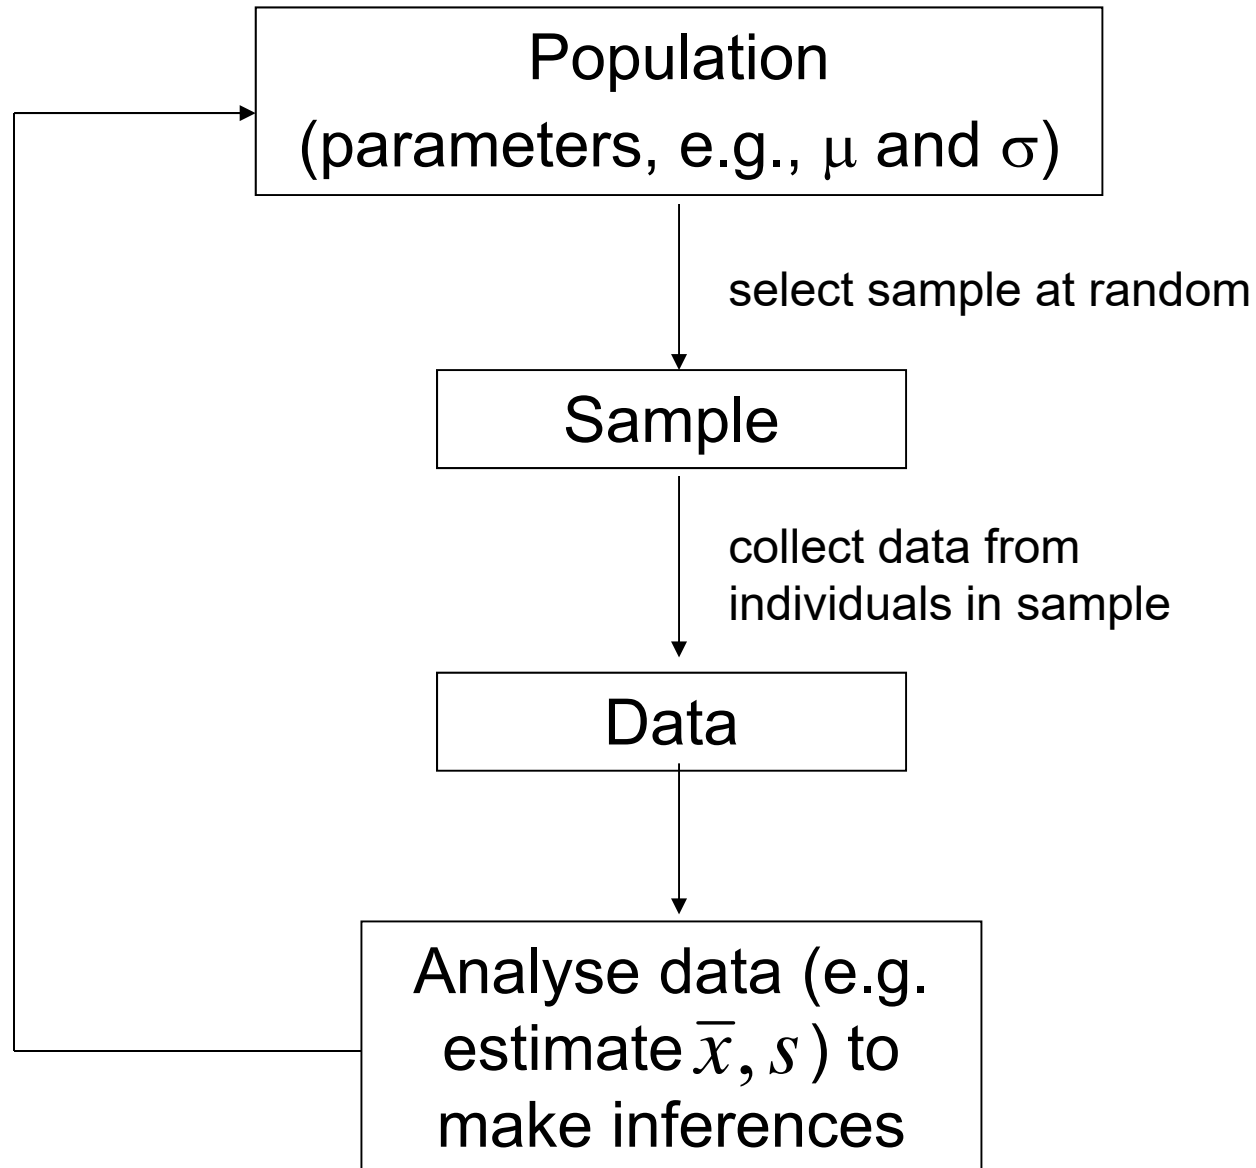 Population
(parameters, e.g., μ and σ)
select sample at random
Sample
collect data from
individuals in sample
Data
Analyse data (e.g.
estimate x̅, s ) to
make inferences